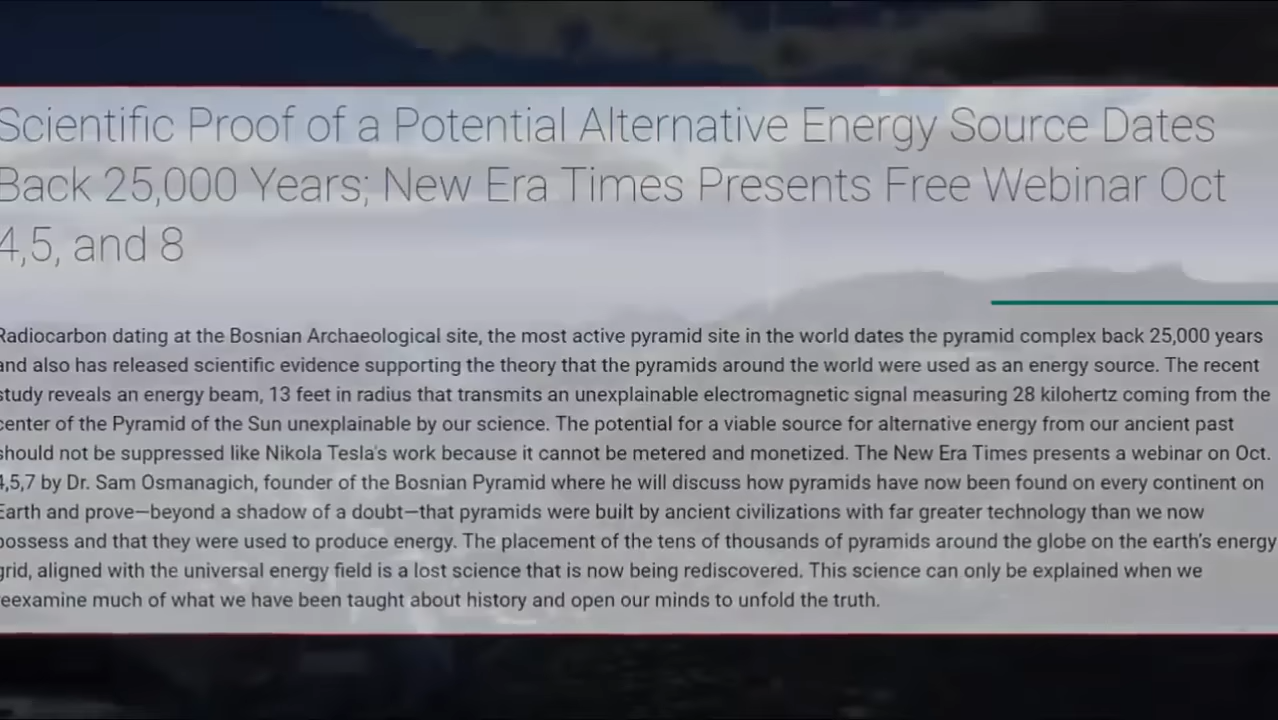 Scientific Proof of a Potential Alternative Energy Source Dates
Back 25,000 Years; New Era Times Presents Free Webinar Oct
4,5, and 8
Radiocarbon dating at the Bosnian Archaeological site, the most active pyramid site in the world dates the pyramid complex back 25,000 years
and also has released scientific evidence supporting the theory that the pyramids around the world were used as an energy source. The recent
study reveals an energy beam, 13 feet in radius that transmits an unexplainable electromagnetic signal measuring 28 kilohertz coming from the
center of the Pyramid of the Sun unexplainable by our science. The potential for a viable source for alternative energy from our ancient past
should not be suppressed like Nikola Tesla's work because it cannot be metered and monetized. The New Era Times presents a webinar on Oct.
4,5,7 by Dr. Sam Osmanagich, founder of the Bosnian Pyramid where he will discuss how pyramids have now been found on every continent on
Earth and prove—beyond a shadow of a doubt—that pyramids were built by ancient civilizations with far greater technology than we now
possess and that they were used to produce energy. The placement of the tens of thousands of pyramids around the globe on the earth's energy
grid, aligned with the universal energy field is a lost science that is now being rediscovered. This science can only be explained when we
reexamine much of what we have been taught about history and open our minds to unfold the truth.